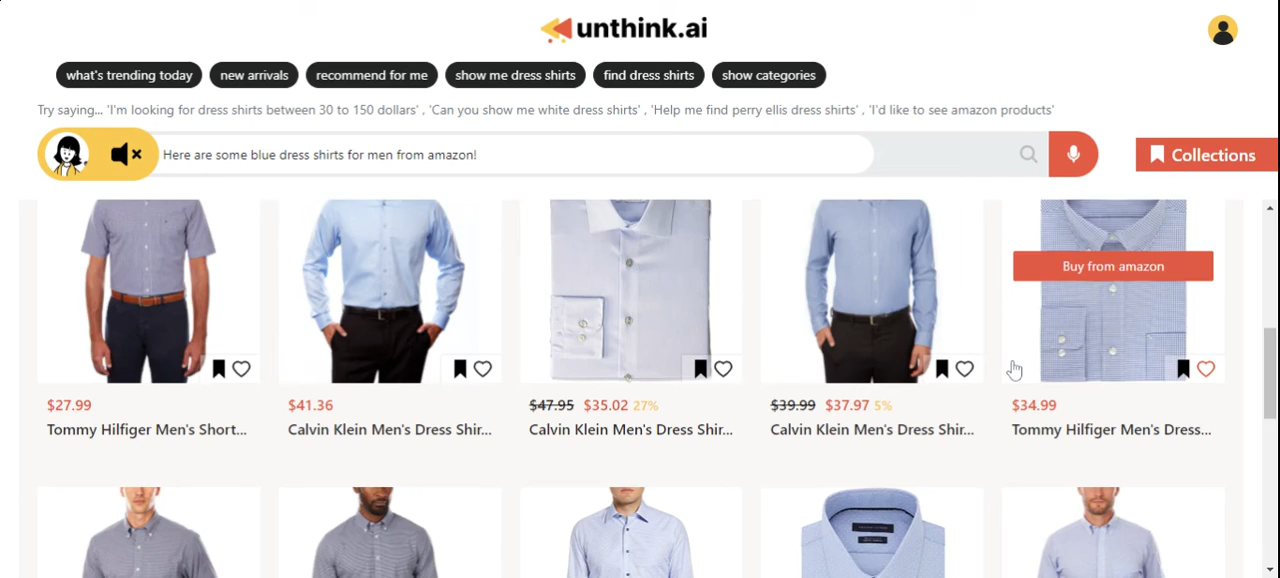 unthink.ai
what's trending today
new arrivals
recommend for me
show me dress shirts
find dress shirts
show categories
Try saying... 'I'm looking for dress shirts between 30 to 150 dollars' , 'Can you show me white dress shirts' , 'Help me find perry ellis dress shirts' , 'I'd like to see amazon products'
Here are some blue dress shirts for men from amazon!
Collections
Buy from amazon
$27.99
Tommy Hilfiger Men's Short...
$41.36
Calvin Klein Men's Dress Shir...
$47.95 $35.02 27%
Calvin Klein Men's Dress Shir...
$39.99 $37.97 5%
Calvin Klein Men's Dress Shir...
$34.99
Tommy Hilfiger Men's Dress...